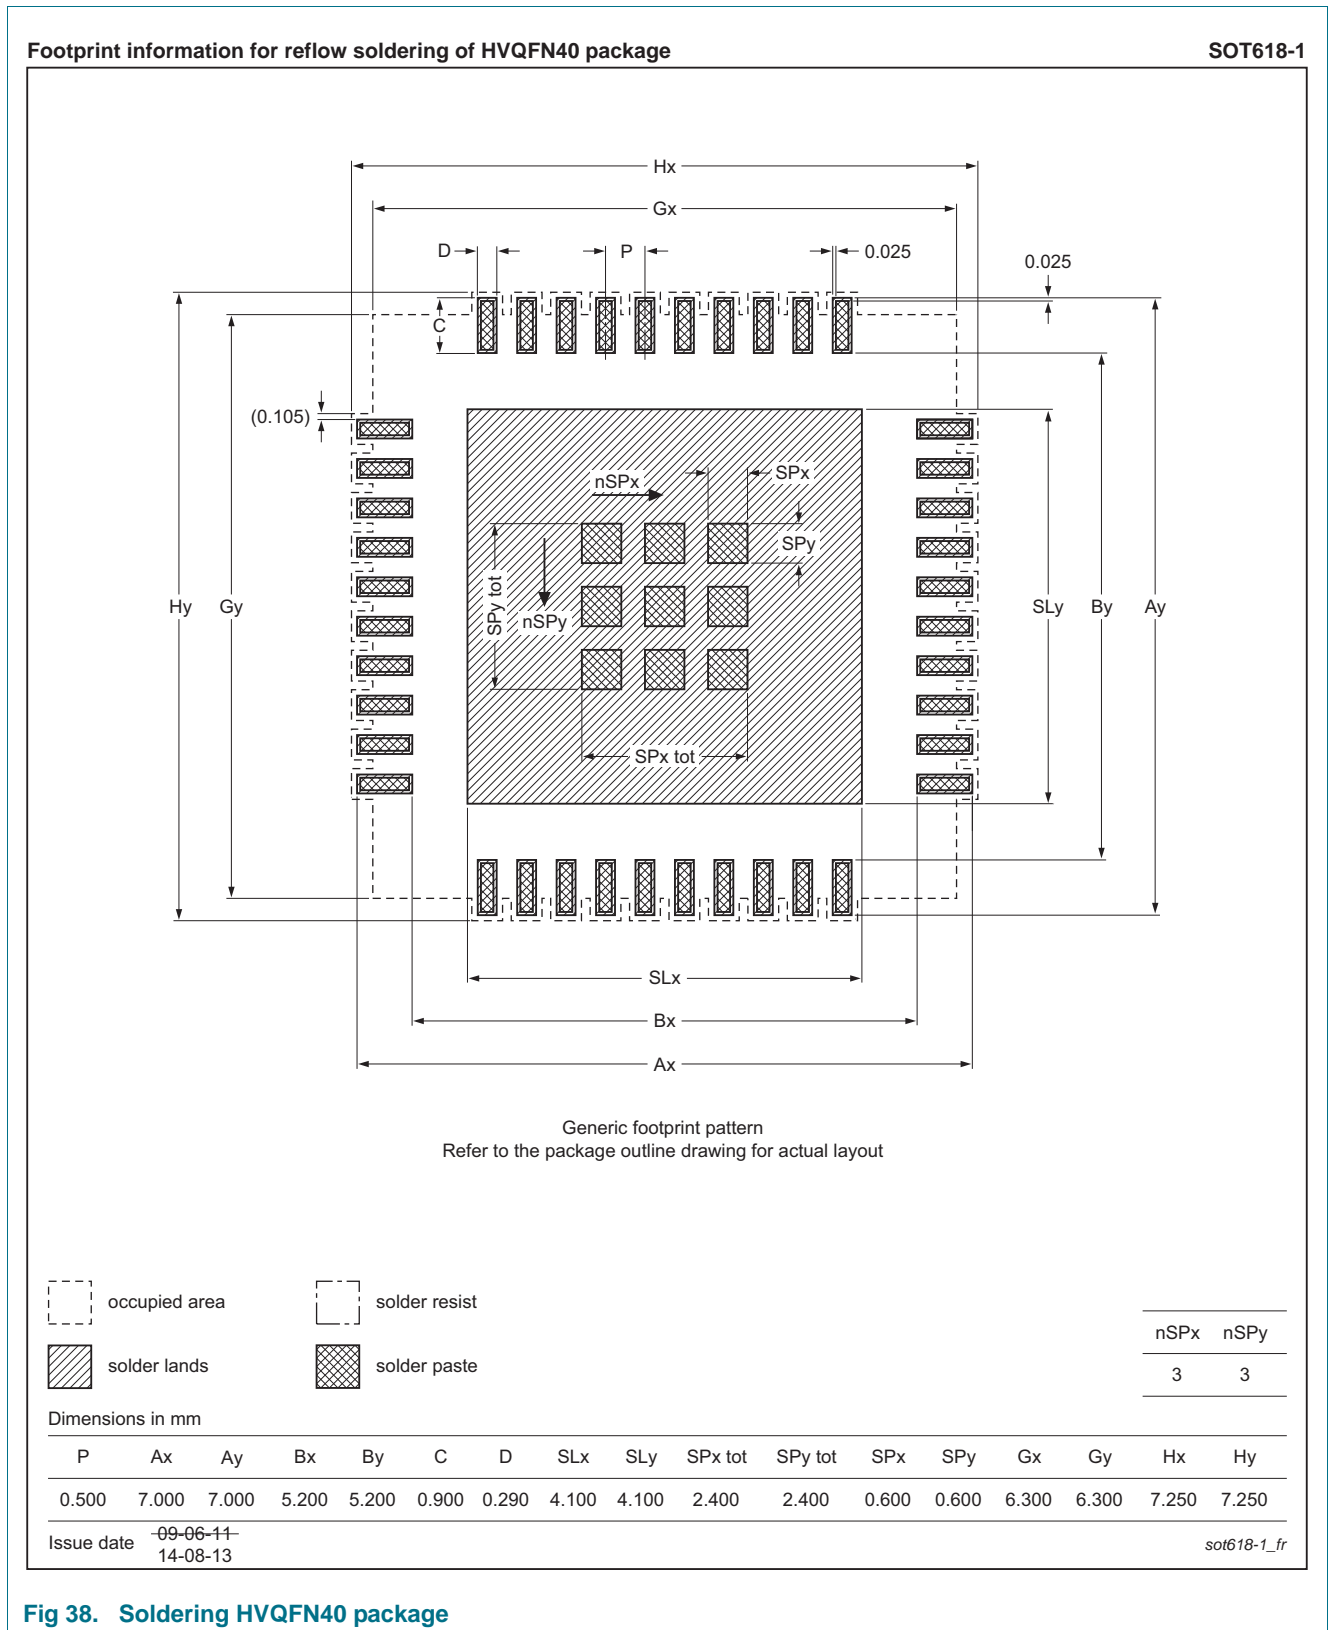 Footprint information for reflow soldering of HVQFN40 package SOT618-1
Hx
Gx
D P 0.025
0.025
C
(0.105)
nSPx SPx
SPy
SPy tot
nSPy
Hy Gy SLy By Ay
SPx tot
SLx
Bx
Ax
Generic footprint pattern
Refer to the package outline drawing for actual layout
occupied area solder resist
nSPx nSPy
solder lands solder paste
3 3
Dimensions in mm
P Ax Ay Bx By C D SLx SLy SPx tot SPy tot SPx SPy Gx Gy Hx Hy
0.500 7.000 7.000 5.200 5.200 0.900 0.290 4.100 4.100 2.400 2.400 0.600 0.600 6.300 6.300 7.250 7.250
Issue date 09-06-11
14-08-13
sot618-1_fr
Fig 38. Soldering HVQFN40 package